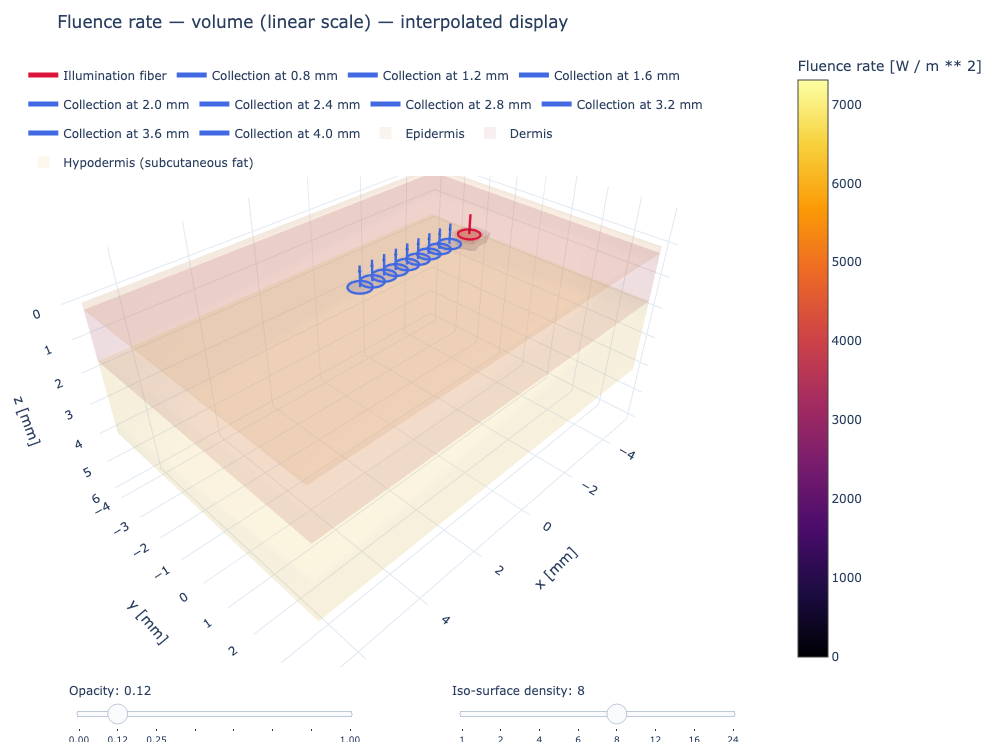 Fluence rate — volume (linear scale) — interpolated display
Illumination fiber Collection at 0.8 mm Collection at 1.2 mm Collection at 1.6 mm
Collection at 2.0 mm Collection at 2.4 mm Collection at 2.8 mm Collection at 3.2 mm
Collection at 3.6 mm Collection at 4.0 mm Epidermis Dermis
Hypodermis (subcutaneous fat)
Fluence rate [W / m ** 2]
7000
6000
5000
4000
3000
2000
1000
0
z [mm]
0
1
2
3
4
5
6
y [mm]
−4
−3
−2
−1
0
1
2
x [mm]
4
2
0
−2
−4
Opacity: 0.12
0.00 0.12 0.25 1.00
Iso-surface density: 8
1 2 4 6 8 12 16 24